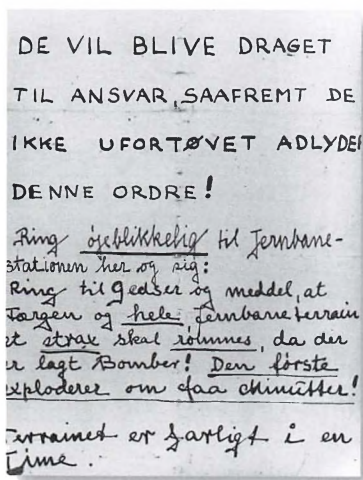 DE VIL BLIVE DRAGET
TIL ANSVAR, SAAFREMT DE
IKKE UFORTØVET ADLYDER
DENNE ORDRE!
Ring øjeblikkelig til Jernbane-
stationen her og sig:
Ring til Gedser og meddel, at
Færgen og hele Jernbaneterrain
et strax skal rømmes, da der
er lagt Bomber! Den første
exploderer om faa Minutter!
Terrainet er farligt i en
Time.